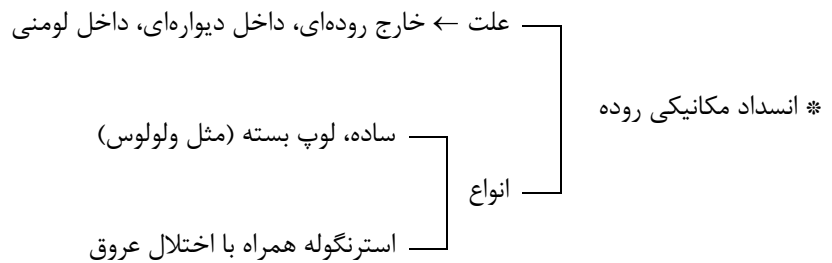 علت ← خارج روده‌ای، داخل دیواره‌ای، داخل لومنی
* انسداد مکانیکی روده
ساده، لوپ بسته (مثل ولولوس)
انواع
استرنگوله همراه با اختلال عروق